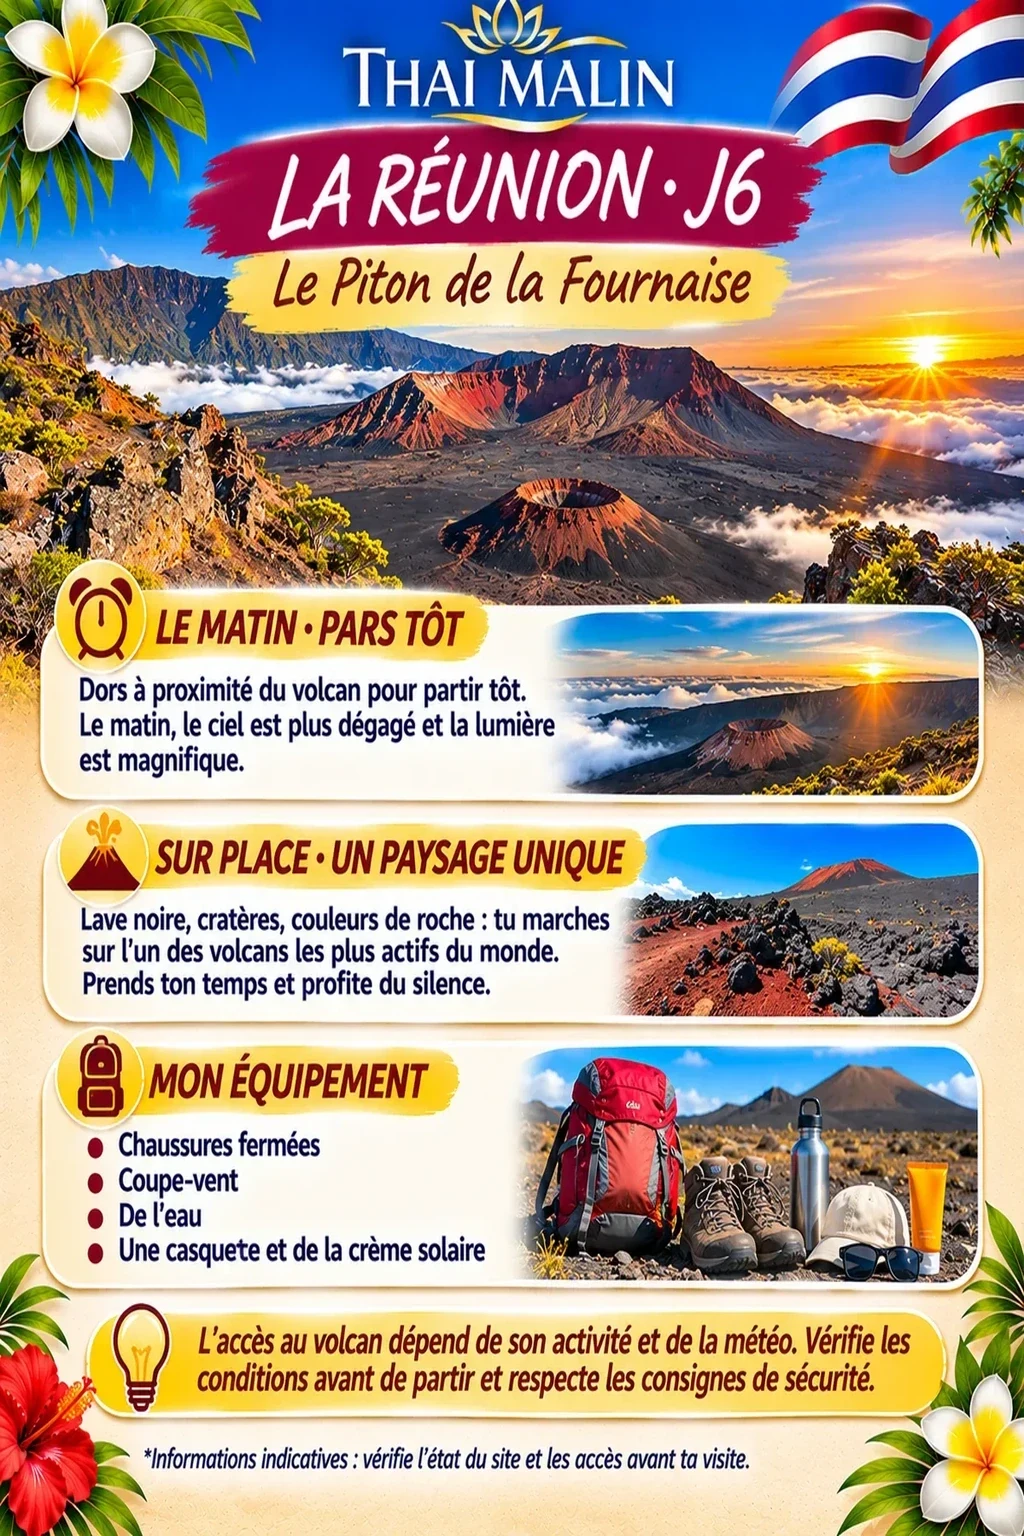 THAI MALIN
LA RÉUNION · J6
Le Piton de la Fournaise
LE MATIN · PARS TÔT
Dors à proximité du volcan pour partir tôt.
Le matin, le ciel est plus dégagé et la lumière
est magnifique.
SUR PLACE · UN PAYSAGE UNIQUE
Lave noire, cratères, couleurs de roche : tu marches
sur l'un des volcans les plus actifs du monde.
Prends ton temps et profite du silence.
MON ÉQUIPEMENT
Chaussures fermées
Coupe-vent
De l'eau
Une casquete et de la crème solaire
L'accès au volcan dépend de son activité et de la météo. Vérifie les
conditions avant de partir et respecte les consignes de sécurité.
*Informations indicatives : vérifie l'état du site et les accès avant ta visite.